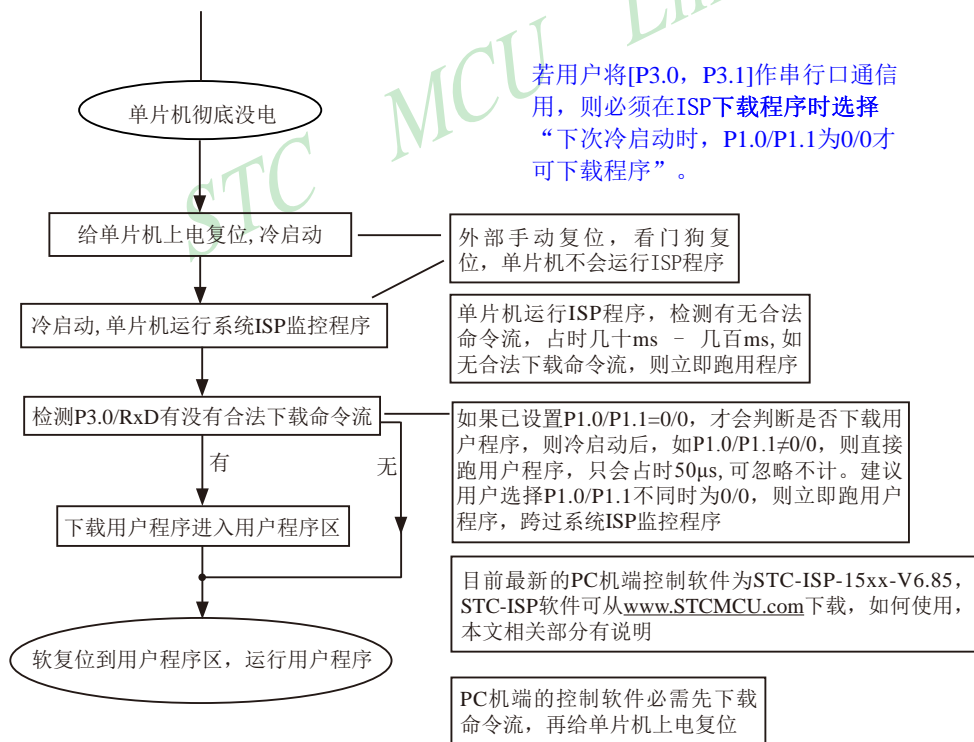 STC MCU Lim
若用户将[P3.0，P3.1]作串行口通信
用，则必须在ISP下载程序时选择
“下次冷启动时，P1.0/P1.1为0/0才
可下载程序”。
单片机彻底没电
给单片机上电复位,冷启动
外部手动复位，看门狗复
位，单片机不会运行ISP程序
冷启动,单片机运行系统ISP监控程序
单片机运行ISP程序，检测有无合法
命令流，占时几十ms － 几百ms,如
无合法下载命令流，则立即跑用程序
检测P3.0/RxD有没有合法下载命令流
如果已设置P1.0/P1.1=0/0，才会判断是否下载用
户程序，则冷启动后，如P1.0/P1.1≠0/0，则直接
跑用户程序，只会占时50μs,可忽略不计。建议
用户选择P1.0/P1.1不同时为0/0，则立即跑用户
程序，跨过系统ISP监控程序
有
无
下载用户程序进入用户程序区
目前最新的PC机端控制软件为STC-ISP-15xx-V6.85，
STC-ISP软件可从www.STCMCU.com下载，如何使用，
本文相关部分有说明
软复位到用户程序区，运行用户程序
PC机端的控制软件必需先下载
命令流，再给单片机上电复位